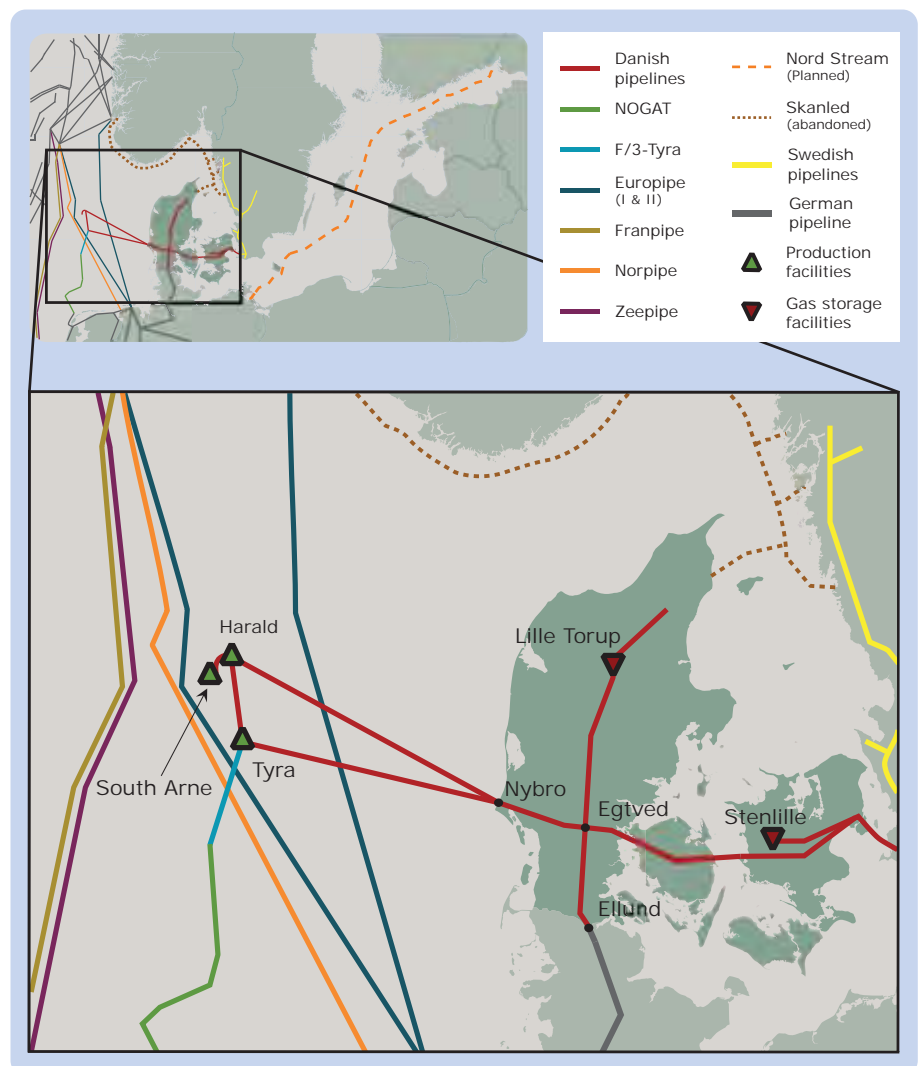 Danish
pipelines
NOGAT
F/3-Tyra
Europipe
(I & II)
Franpipe
Norpipe
Zeepipe
Nord Stream
(Planned)
Skanled
(abandoned)
Swedish
pipelines
German
pipeline
Production
facilities
Gas storage
facilities
Harald
Lille Torup
South Arne
Tyra
Nybro
Egtved
Stenlille
Ellund